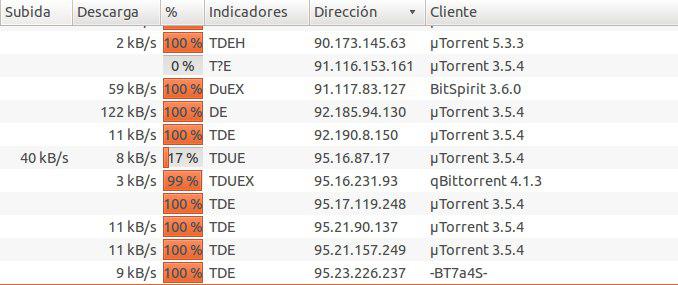 Subida Descarga % Indicadores Dirección Cliente
2 kB/s 100 % TDEH 90.173.145.63 µTorrent 5.3.3
0 % T?E 91.116.153.161 µTorrent 3.5.4
59 kB/s 100 % DuEX 91.117.83.127 BitSpirit 3.6.0
122 kB/s 100 % DE 92.185.94.130 µTorrent 3.5.4
11 kB/s 100 % TDE 92.190.8.150 µTorrent 3.5.4
40 kB/s 8 kB/s 17 % TDUE 95.16.87.17 µTorrent 3.5.4
3 kB/s 99 % TDUEX 95.16.231.93 qBittorrent 4.1.3
100 % TDE 95.17.119.248 µTorrent 3.5.4
11 kB/s 100 % TDE 95.21.90.137 µTorrent 3.5.4
11 kB/s 100 % TDE 95.21.157.249 µTorrent 3.5.4
9 kB/s 100 % TDE 95.23.226.237 -BT7a4S-